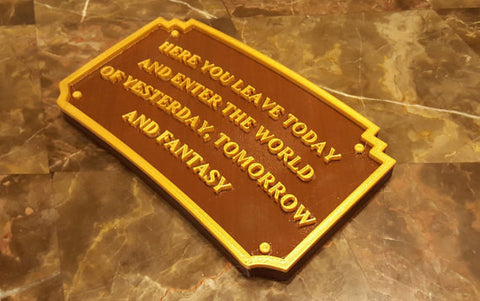 HERE YOU LEAVE TODAY
AND ENTER THE WORLD
OF YESTERDAY, TOMORROW
AND FANTASY